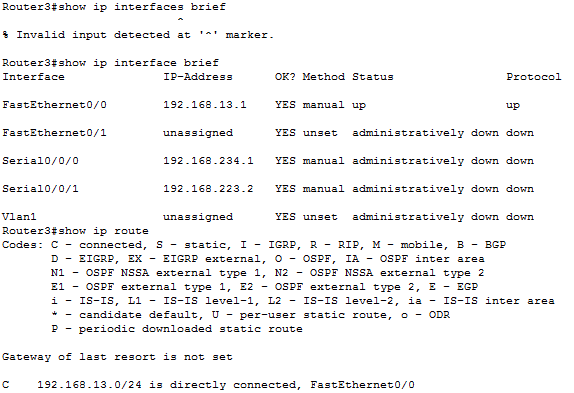 Router3#show ip interfaces brief
^
% Invalid input detected at '^' marker.
Router3#show ip interface brief
Interface IP-Address OK? Method Status Protocol
FastEthernet0/0 192.168.13.1 YES manual up up
FastEthernet0/1 unassigned YES unset administratively down down
Serial0/0/0 192.168.234.1 YES manual administratively down down
Serial0/0/1 192.168.223.2 YES manual administratively down down
Vlan1 unassigned YES unset administratively down down
Router3#show ip route
Codes: C - connected, S - static, I - IGRP, R - RIP, M - mobile, B - BGP
D - EIGRP, EX - EIGRP external, O - OSPF, IA - OSPF inter area
N1 - OSPF NSSA external type 1, N2 - OSPF NSSA external type 2
E1 - OSPF external type 1, E2 - OSPF external type 2, E - EGP
i - IS-IS, L1 - IS-IS level-1, L2 - IS-IS level-2, ia - IS-IS inter area
* - candidate default, U - per-user static route, o - ODR
P - periodic downloaded static route
Gateway of last resort is not set
C 192.168.13.0/24 is directly connected, FastEthernet0/0